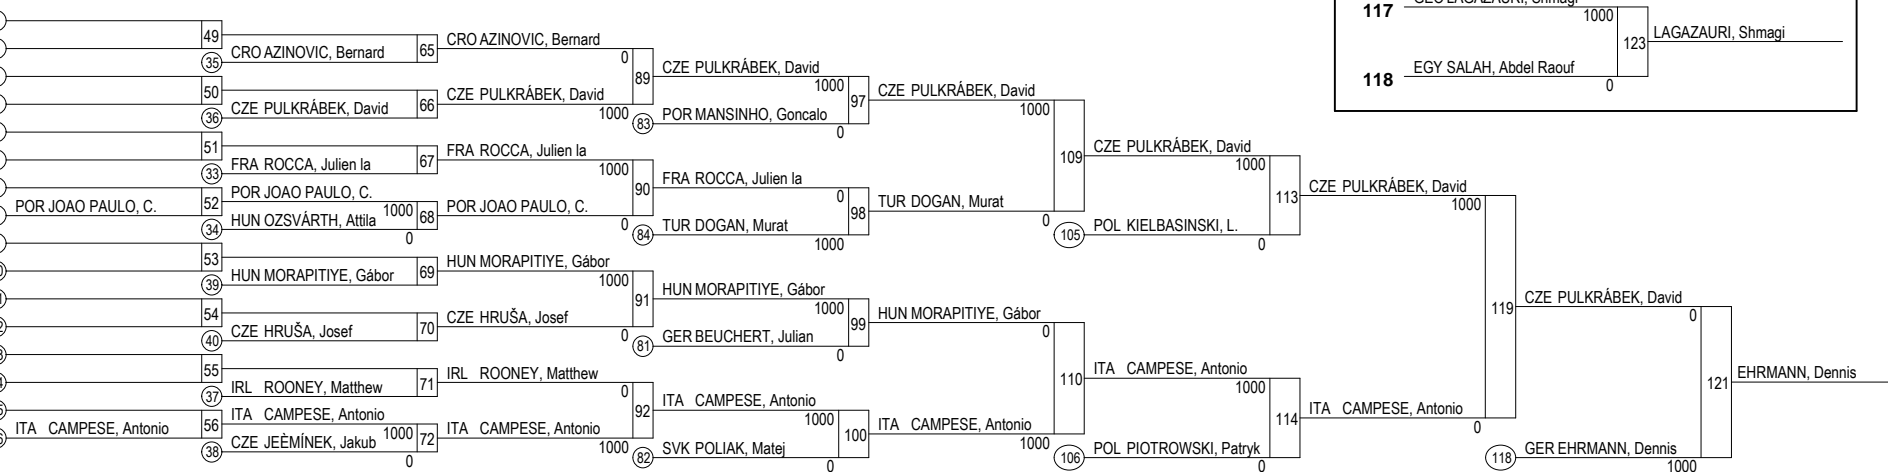 117
1000
123
LAGAZAURI, Shmagi
118
EGY SALAH, Abdel Raouf
0
49
35
CRO AZINOVIC, Bernard
65
50
36
CZE PULKRÁBEK, David
66
51
33
FRA ROCCA, Julien la
67
POR JOAO PAULO, C.
52
POR JOAO PAULO, C.
1000
34
HUN OZSVÁRTH, Attila
0
68
53
39
HUN MORAPITIYE, Gábor
69
54
40
CZE HRUŠA, Josef
70
55
37
IRL ROONEY, Matthew
71
ITA CAMPESE, Antonio
56
ITA CAMPESE, Antonio
1000
38
CZE JEÈMÍNEK, Jakub
0
72
CRO AZINOVIC, Bernard
0
89
CZE PULKRÁBEK, David
1000
FRA ROCCA, Julien la
1000
90
POR JOAO PAULO, C.
0
HUN MORAPITIYE, Gábor
1000
91
CZE HRUŠA, Josef
0
IRL ROONEY, Matthew
0
92
ITA CAMPESE, Antonio
1000
CZE PULKRÁBEK, David
1000
97
83
POR MANSINHO, Goncalo
0
FRA ROCCA, Julien la
0
98
84
TUR DOGAN, Murat
1000
HUN MORAPITIYE, Gábor
1000
99
81
GER BEUCHERT, Julian
0
ITA CAMPESE, Antonio
1000
100
82
SVK POLIAK, Matej
0
CZE PULKRÁBEK, David
1000
109
TUR DOGAN, Murat
0
HUN MORAPITIYE, Gábor
0
110
ITA CAMPESE, Antonio
1000
CZE PULKRÁBEK, David
1000
113
105
POL KIELBASINSKI, L.
0
ITA CAMPESE, Antonio
1000
114
106
POL PIOTROWSKI, Patryk
0
CZE PULKRÁBEK, David
1000
119
ITA CAMPESE, Antonio
0
CZE PULKRÁBEK, David
0
121
118
GER EHRMANN, Dennis
1000
EHRMANN, Dennis